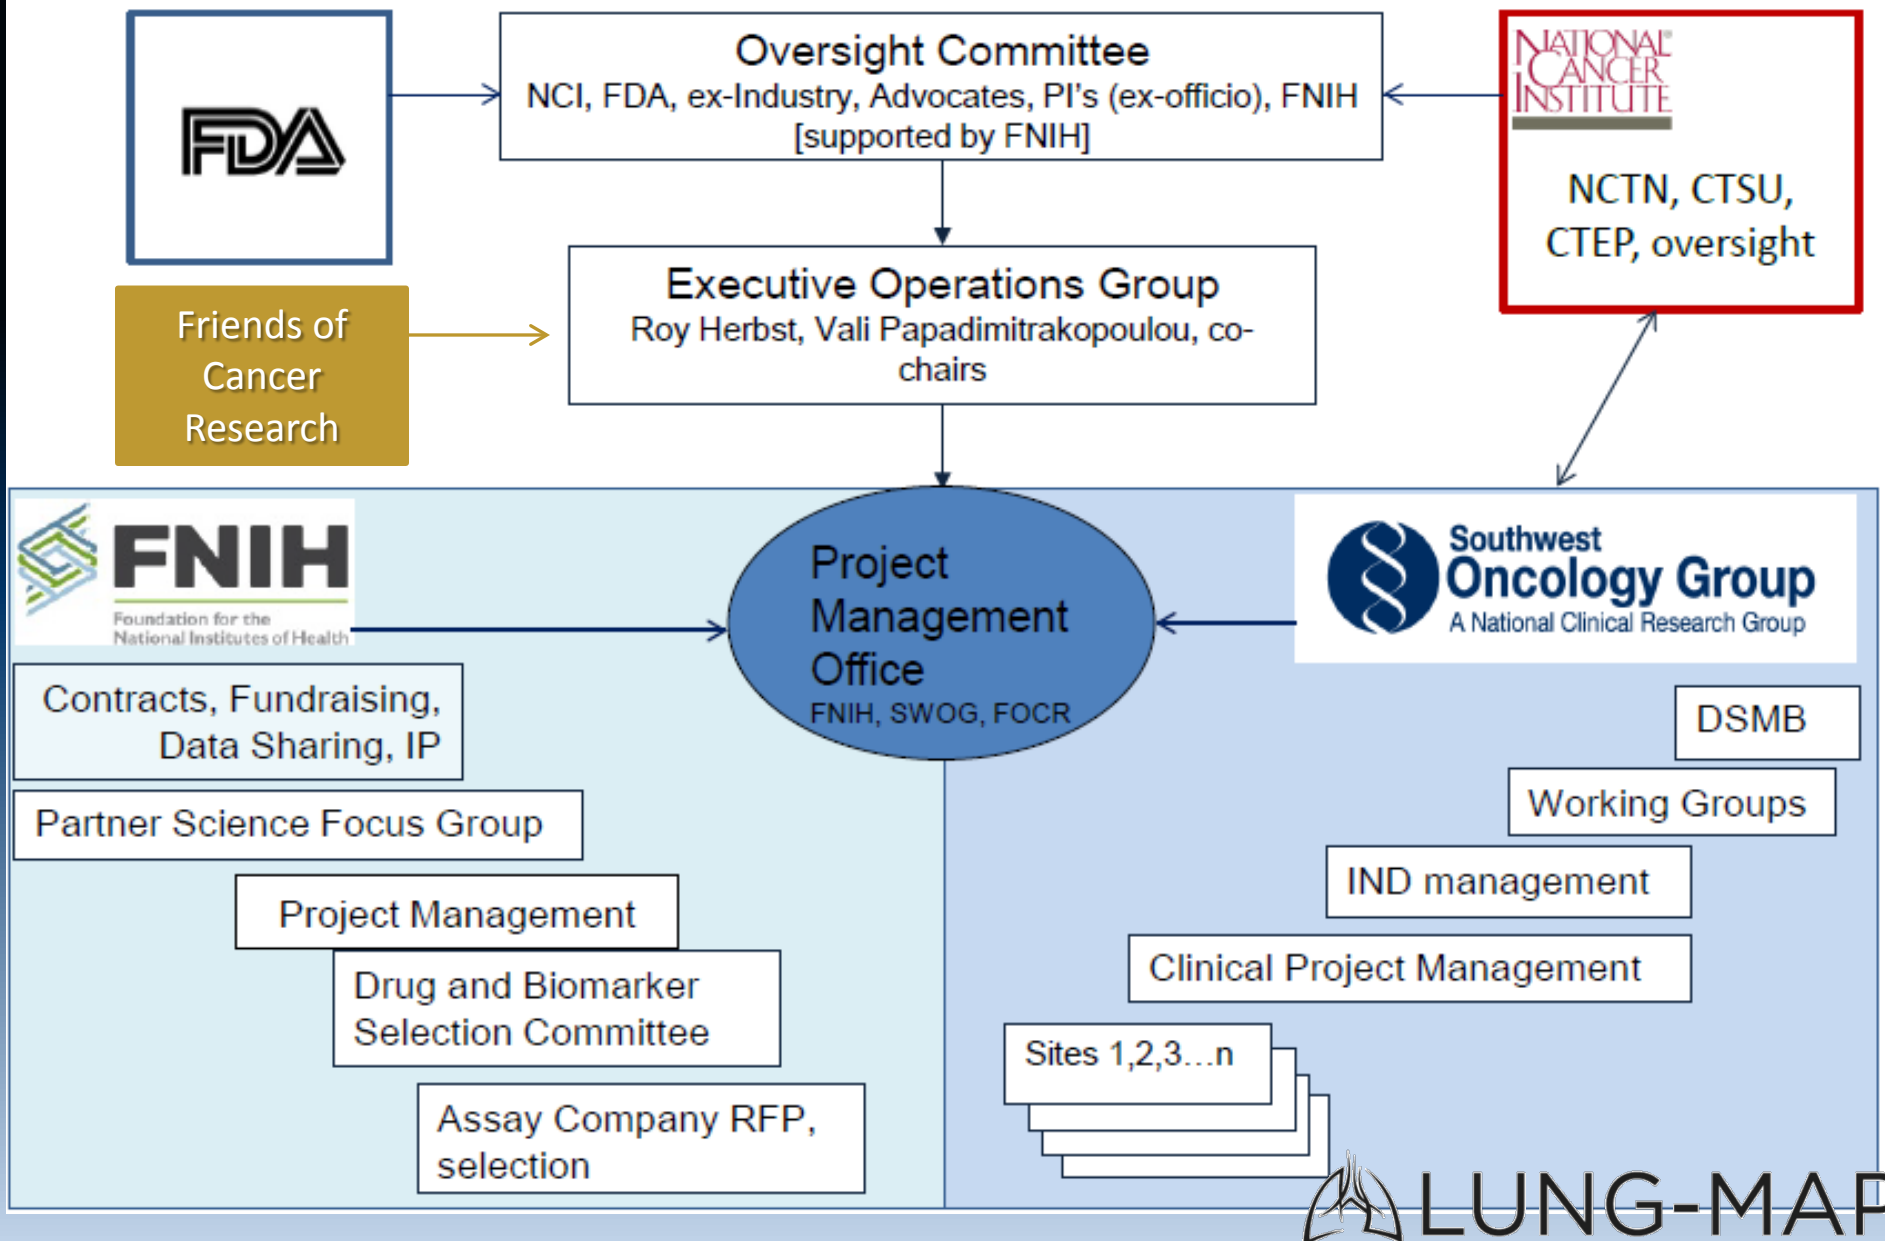 FDA
Oversight Committee
NCI, FDA, ex-Industry, Advocates, PI's (ex-officio), FNIH
[supported by FNIH]
NATIONAL
CANCER
INSTITUTE
NCTN, CTSU,
CTEP, oversight
Friends of
Cancer
Research
Executive Operations Group
Roy Herbst, Vali Papadimitrakopoulou, co-
chairs
FNIH
Foundation for the
National Institutes of Health
Project
Management
Office
FNIH, SWOG, FOCR
Southwest
Oncology Group
A National Clinical Research Group
Contracts, Fundraising,
Data Sharing, IP
Partner Science Focus Group
Project Management
Drug and Biomarker
Selection Committee
Assay Company RFP,
selection
DSMB
Working Groups
IND management
Clinical Project Management
Sites 1,2,3...n
LUNG-MAP